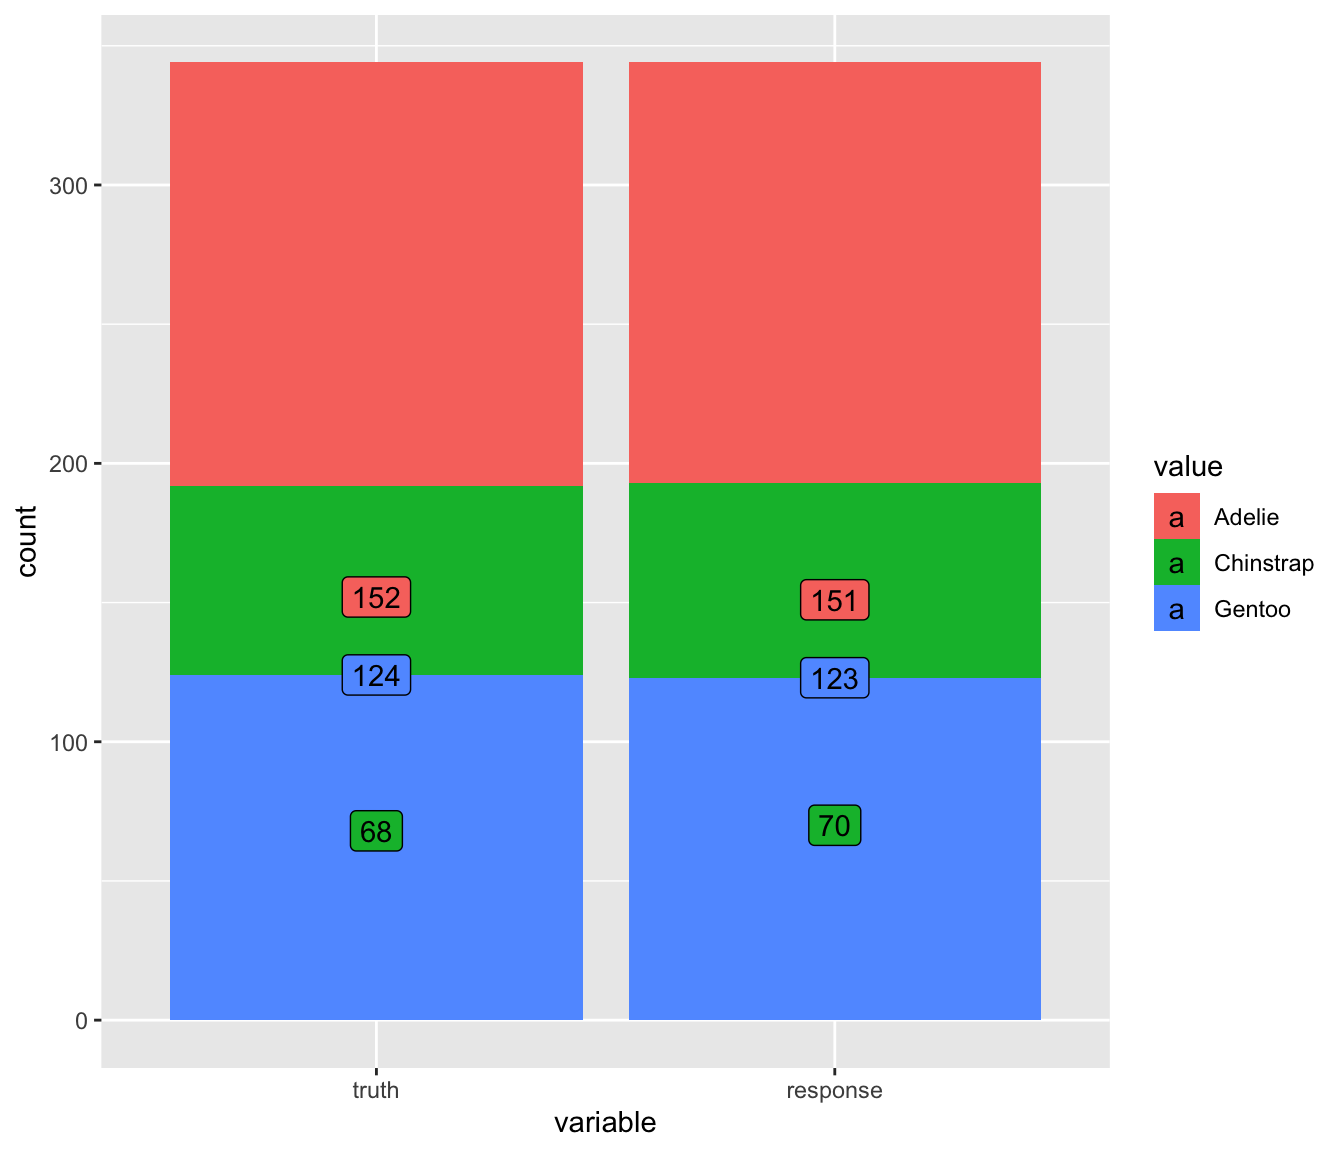 count
300
200
100
0
152
151
124
123
68
70
truth
response
variable
value
a Adelie
a Chinstrap
a Gentoo